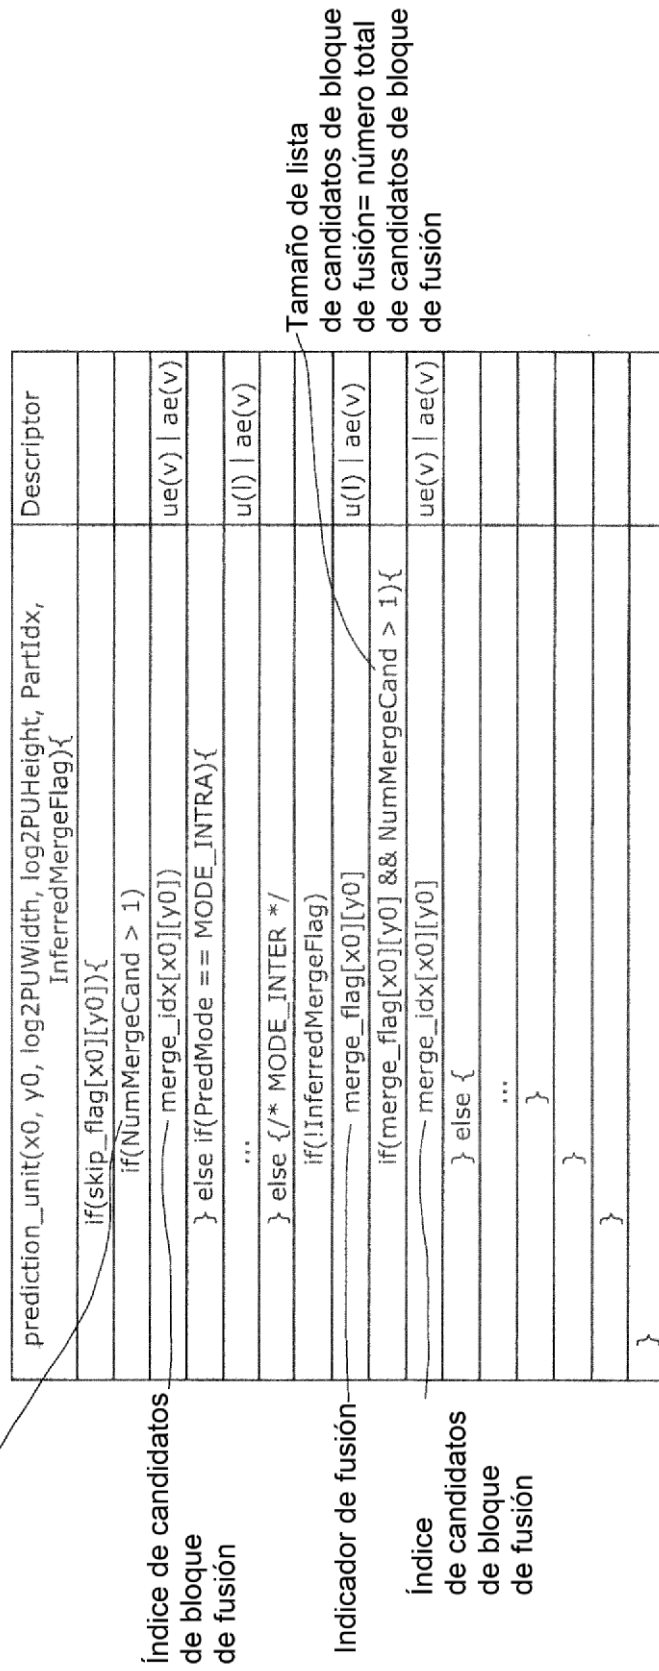 prediction_unit(x0, y0, log2PUWidth, log2PUHeight, PartIdx,
InferredMergeFlag){
Descriptor
if(skip_flag[x0][y0]){
if(NumMergeCand > 1)
merge_idx[x0][y0])
ue(v) | ae(v)
} else if(PredMode == MODE_INTRA){
...
u(l) | ae(v)
} else {/* MODE_INTER */
if(!InferredMergeFlag)
merge_flag[x0][y0]
u(l) | ae(v)
if(merge_flag[x0][y0] && NumMergeCand > 1){
merge_idx[x0][y0]
ue(v) | ae(v)
} else {
...
}
}
}
}
Índice de candidatos
de bloque
de fusión
Indicador de fusión
Índice
de candidatos
de bloque
de fusión
Tamaño de lista
de candidatos de bloque
de fusión= número total
de candidatos de bloque
de fusión